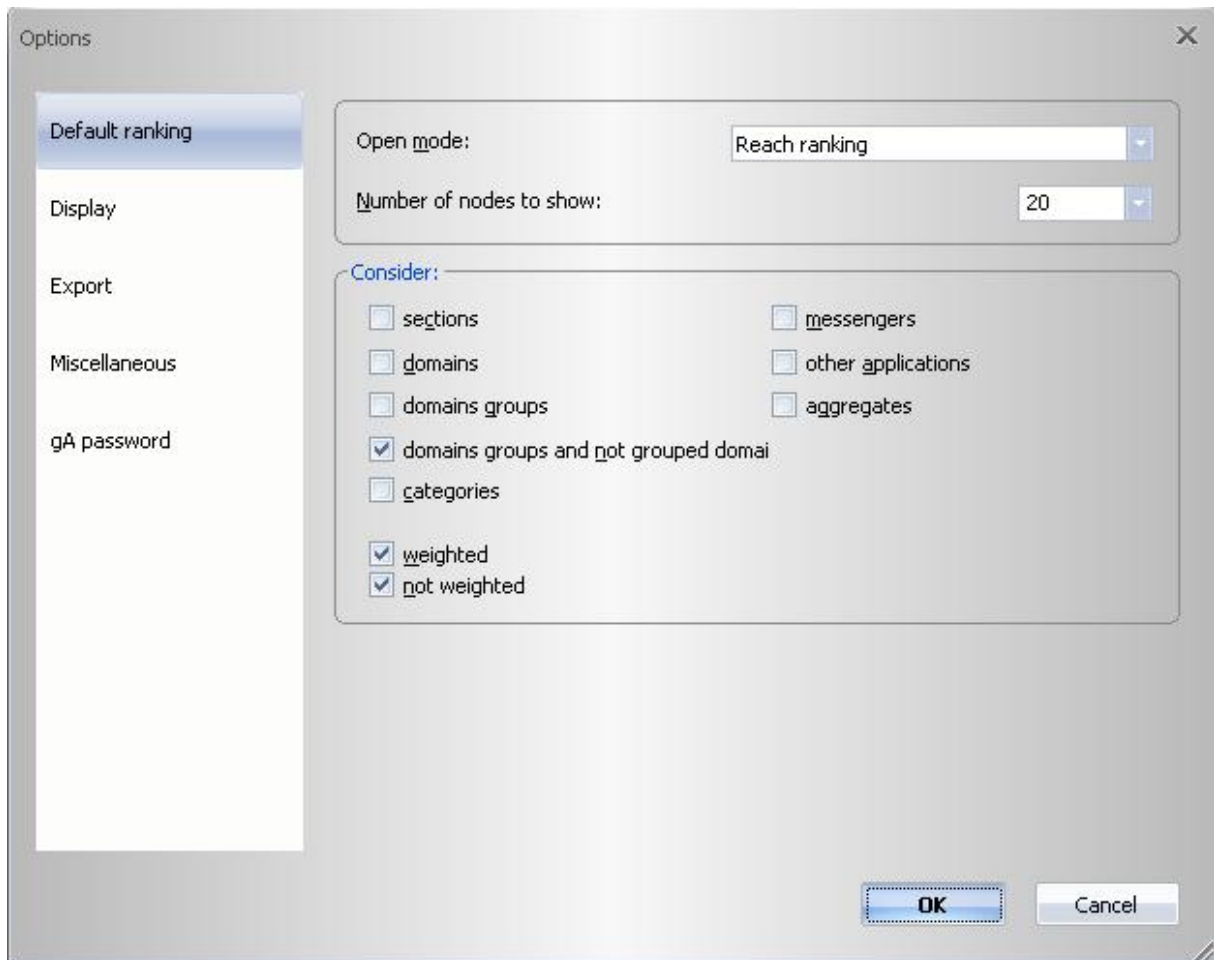 Options
Default ranking
Display
Export
Miscellaneous
gA password
Open mode:
Reach ranking
Number of nodes to show:
20
Consider:
sections
messengers
domains
other applications
domains groups
aggregates
domains groups and not grouped domai
categories
weighted
not weighted
OK
Cancel